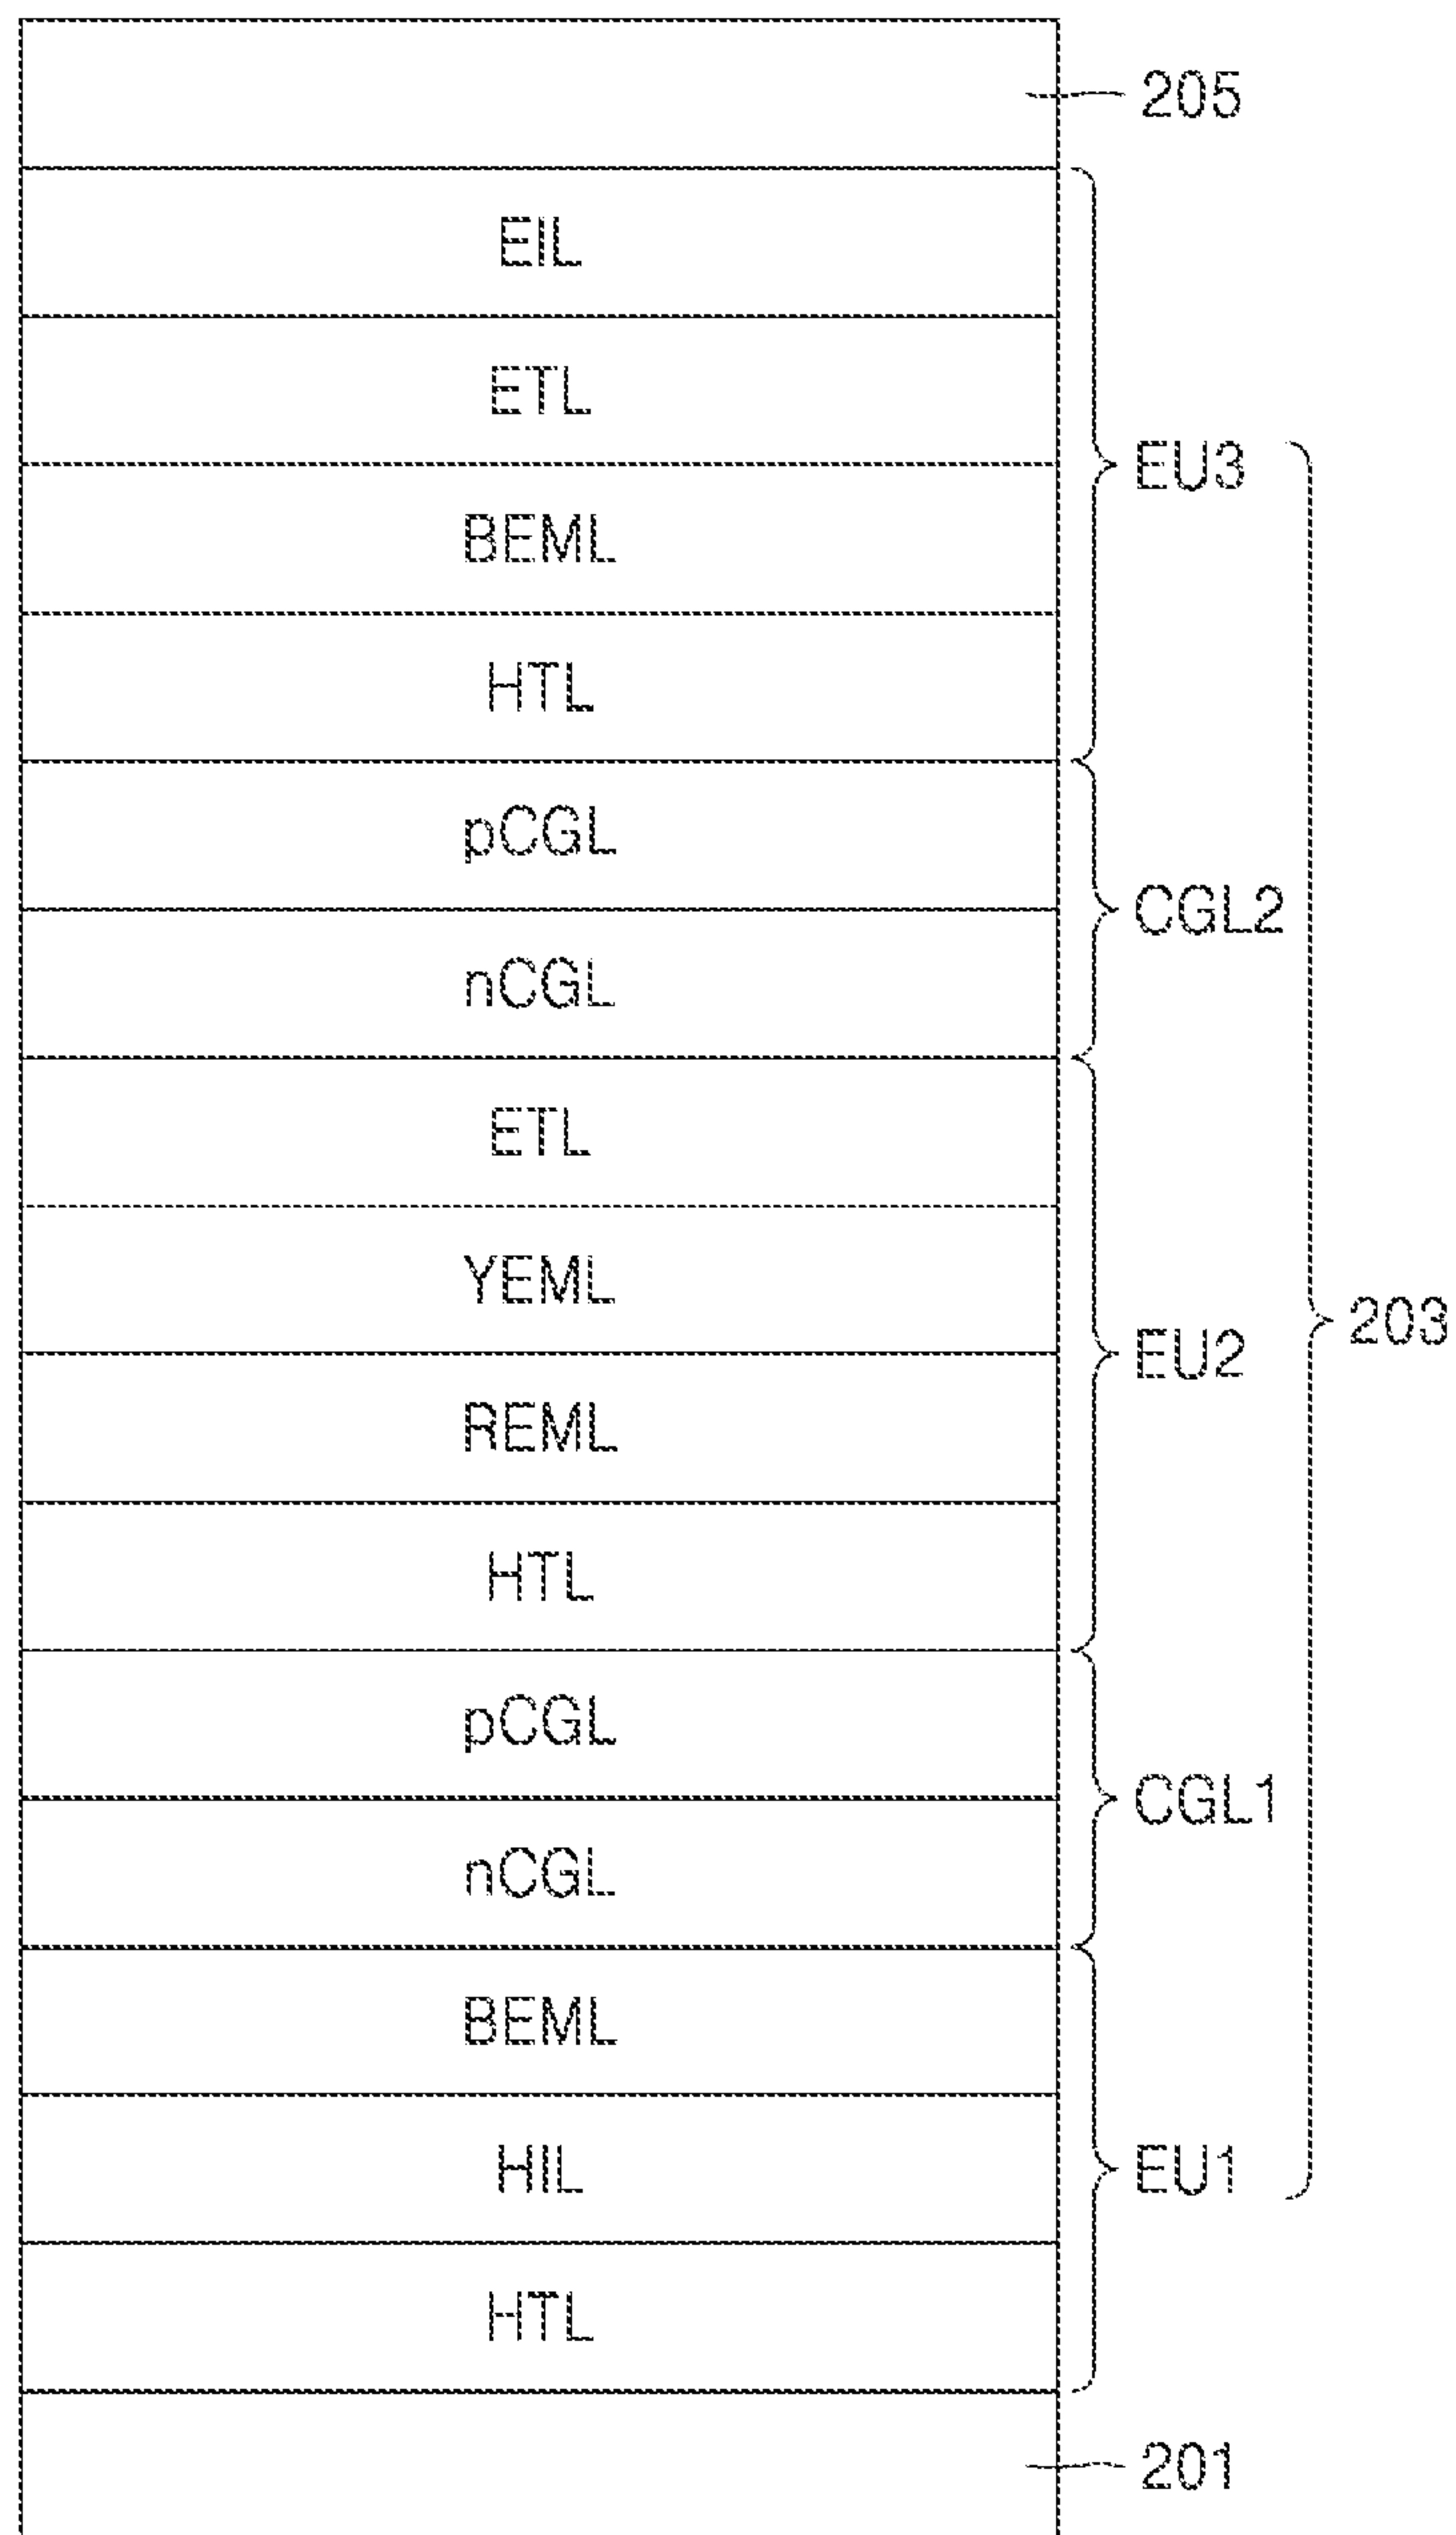 205
EIL
ETL
EU3
BEML
HTL
pCGL
CGL2
nCGL
ETL
YEML
203
EU2
REML
HTL
pCGL
CGL1
nCGL
BEML
HIL
EU1
HTL
201